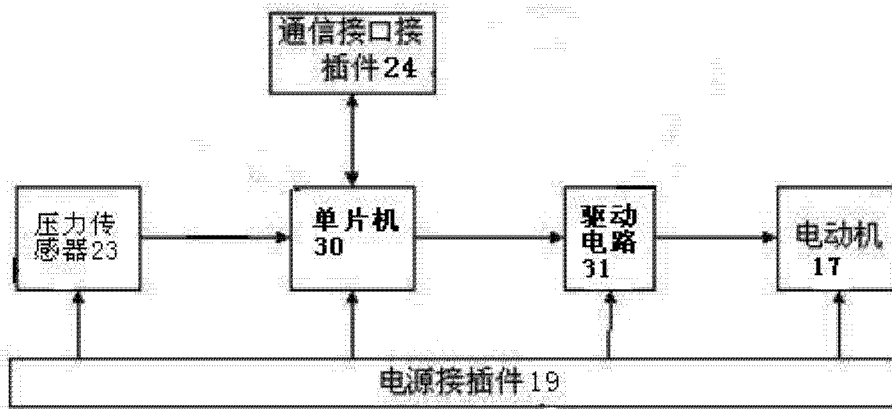 通信接口接
插件24
压力传
感器23
单片机
30
驱动
电路
31
电动机
17
电源接插件19